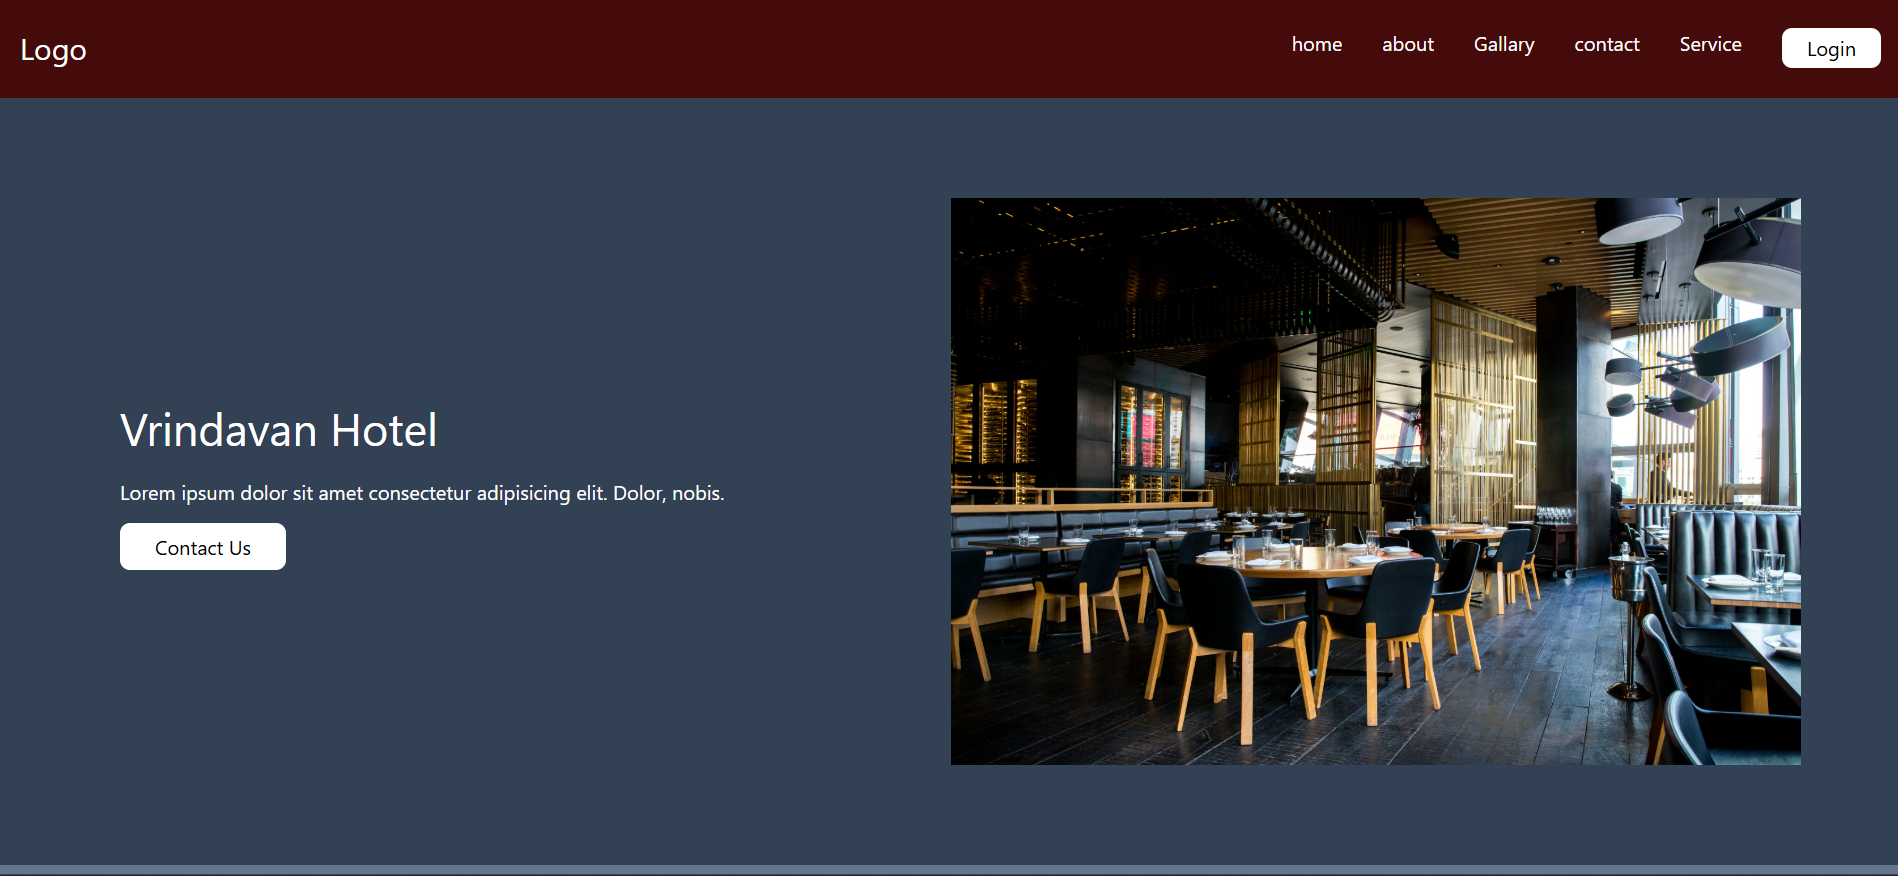 Logo
home about Gallary contact Service Login
Vrindavan Hotel
Lorem ipsum dolor sit amet consectetur adipisicing elit. Dolor, nobis.
Contact Us